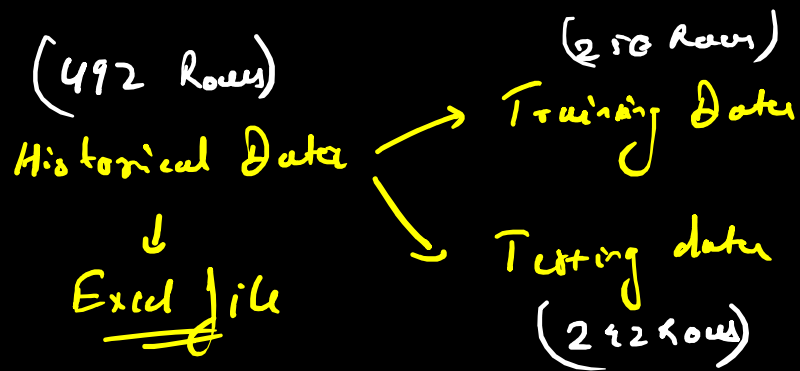 (492 Rows)
Historical Data
Excel file
(250 Rows)
Training Data
Testing data
(242 Rows)